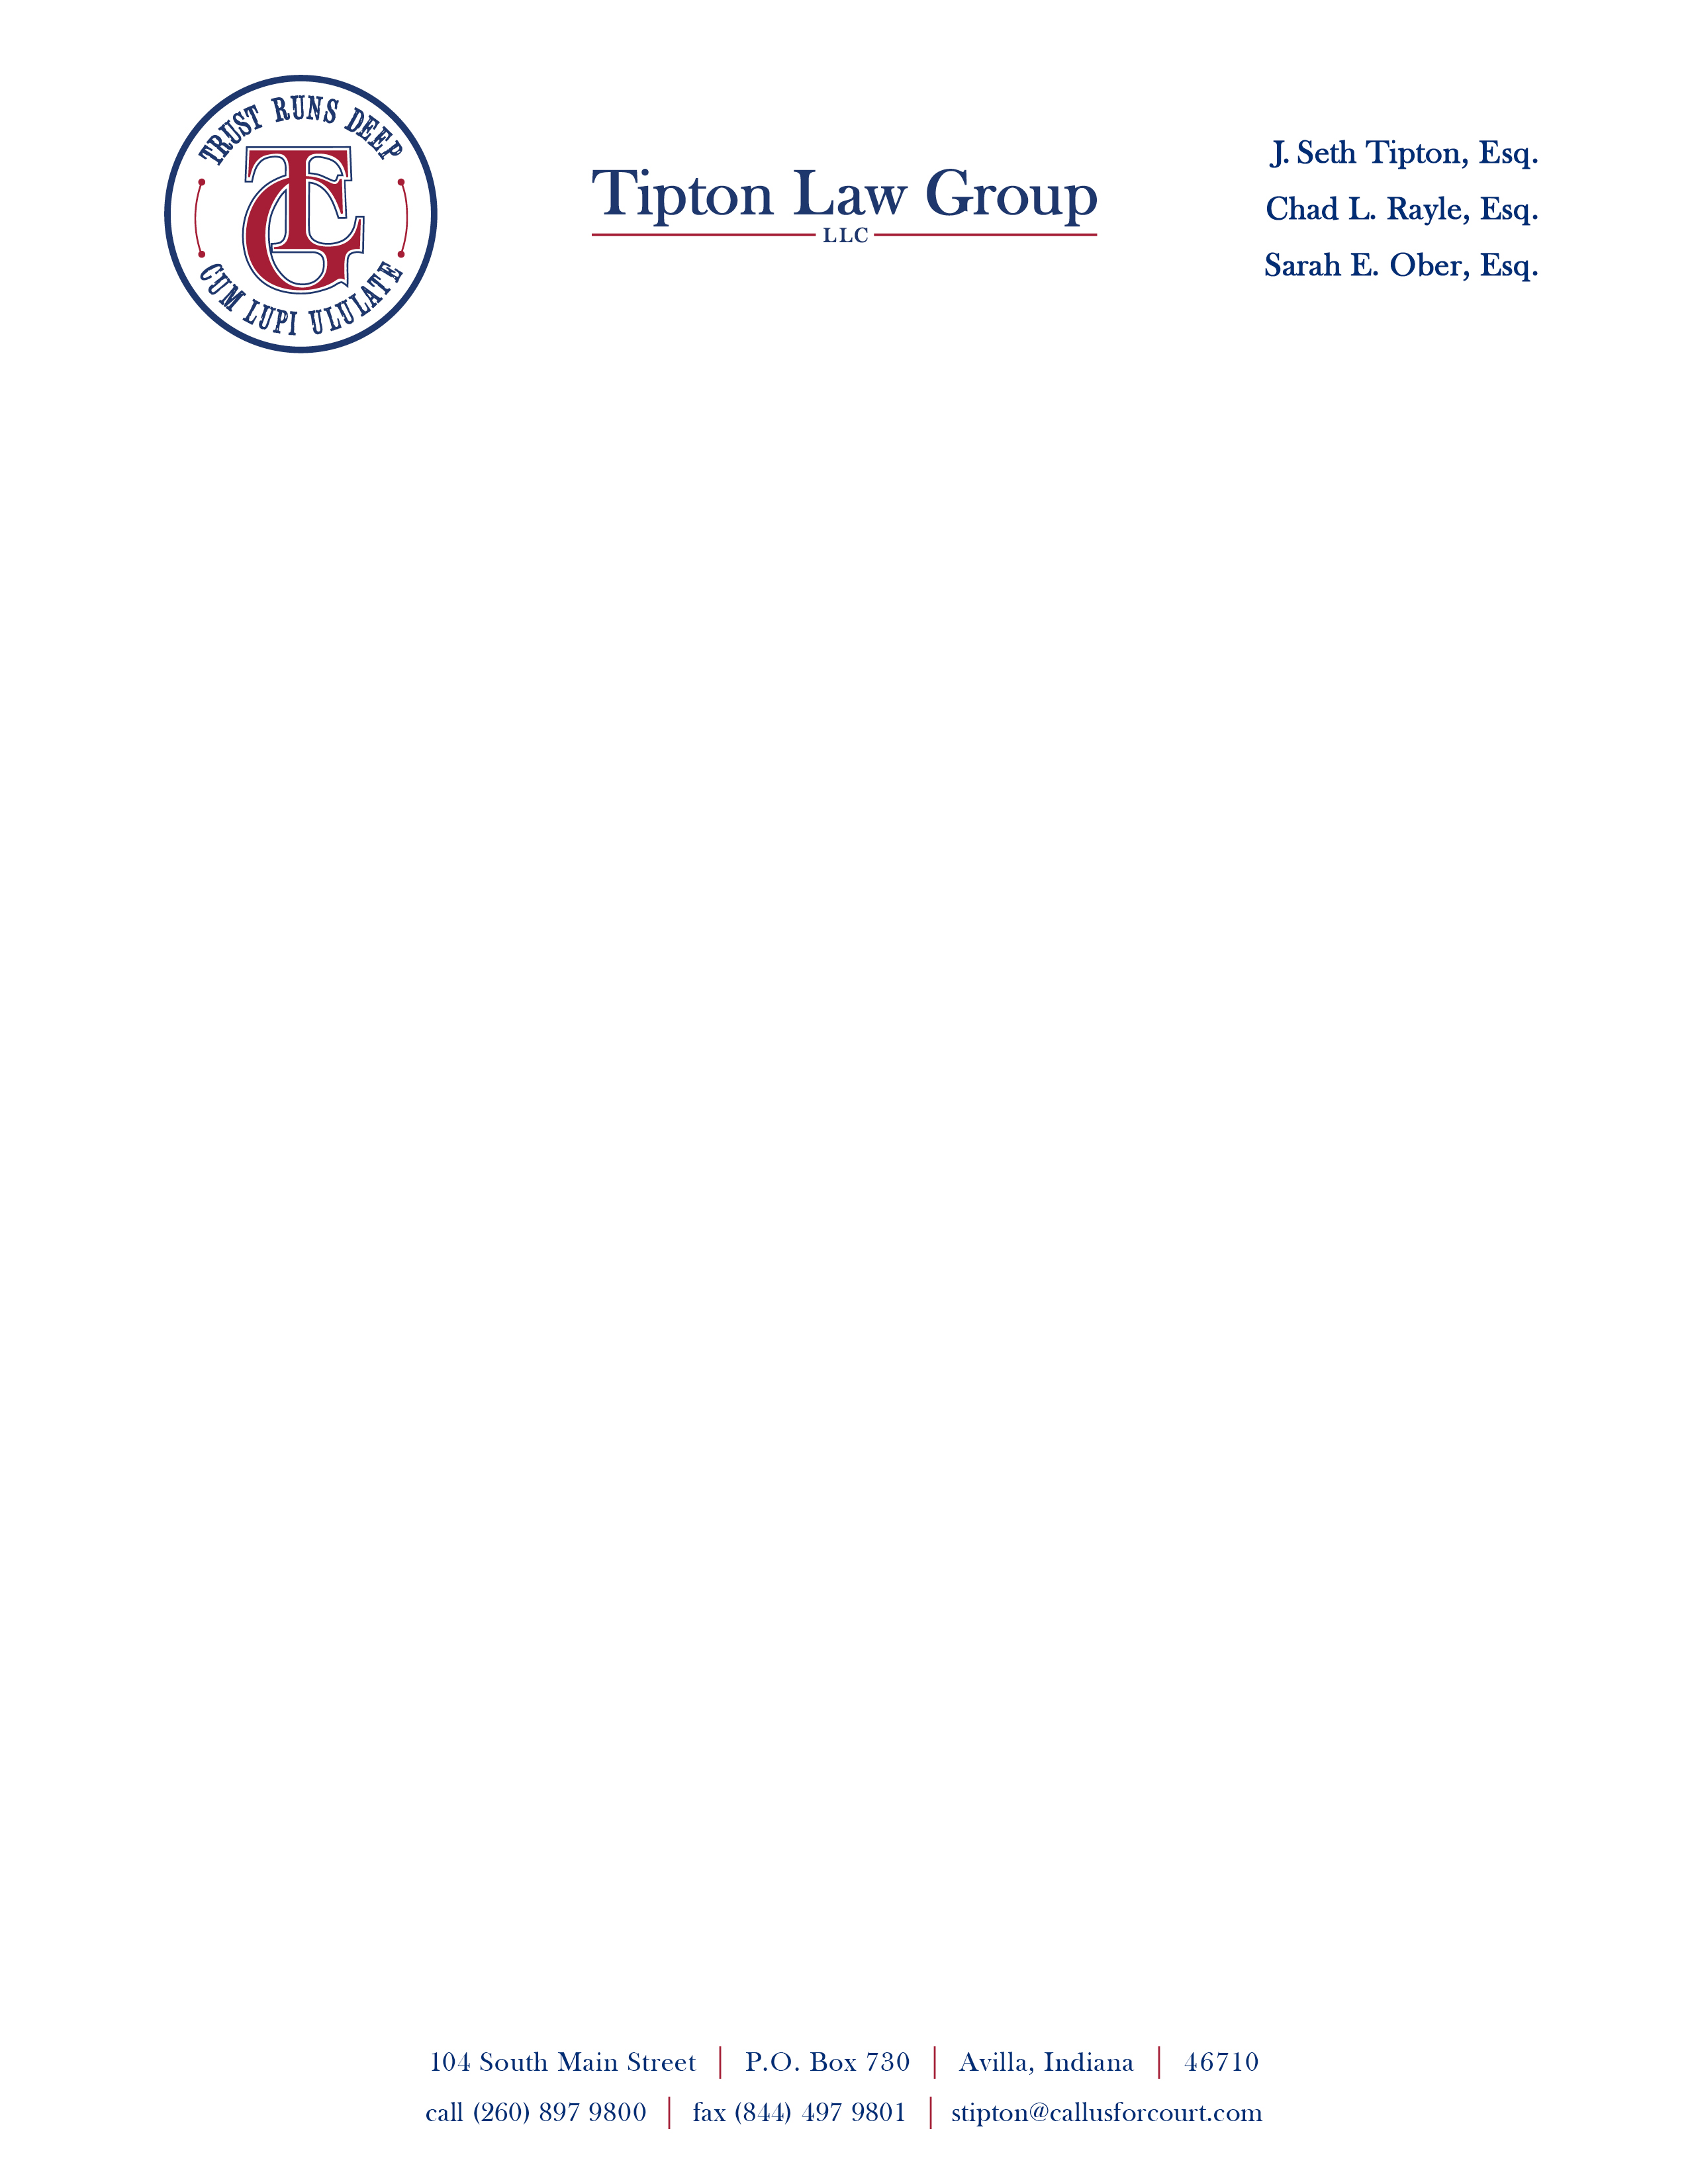 TRUST RUNS DEEP
TLG
CUM LUPI ULULATE
Tipton Law Group
LLC
J. Seth Tipton, Esq.
Chad L. Rayle, Esq.
Sarah E. Ober, Esq.
104 South Main Street | P.O. Box 730 | Avilla, Indiana | 46710
call (260) 897 9800 | fax (844) 497 9801 | stipton@callusforcourt.com